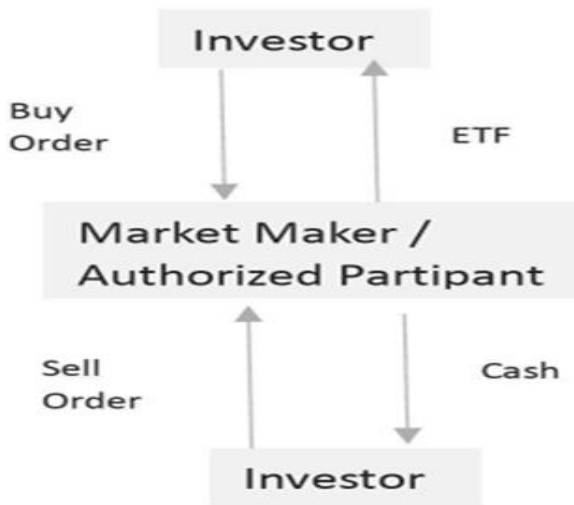 Investor
Buy
Order
ETF
Market Maker /
Authorized Partipant
Sell
Order
Cash
Investor